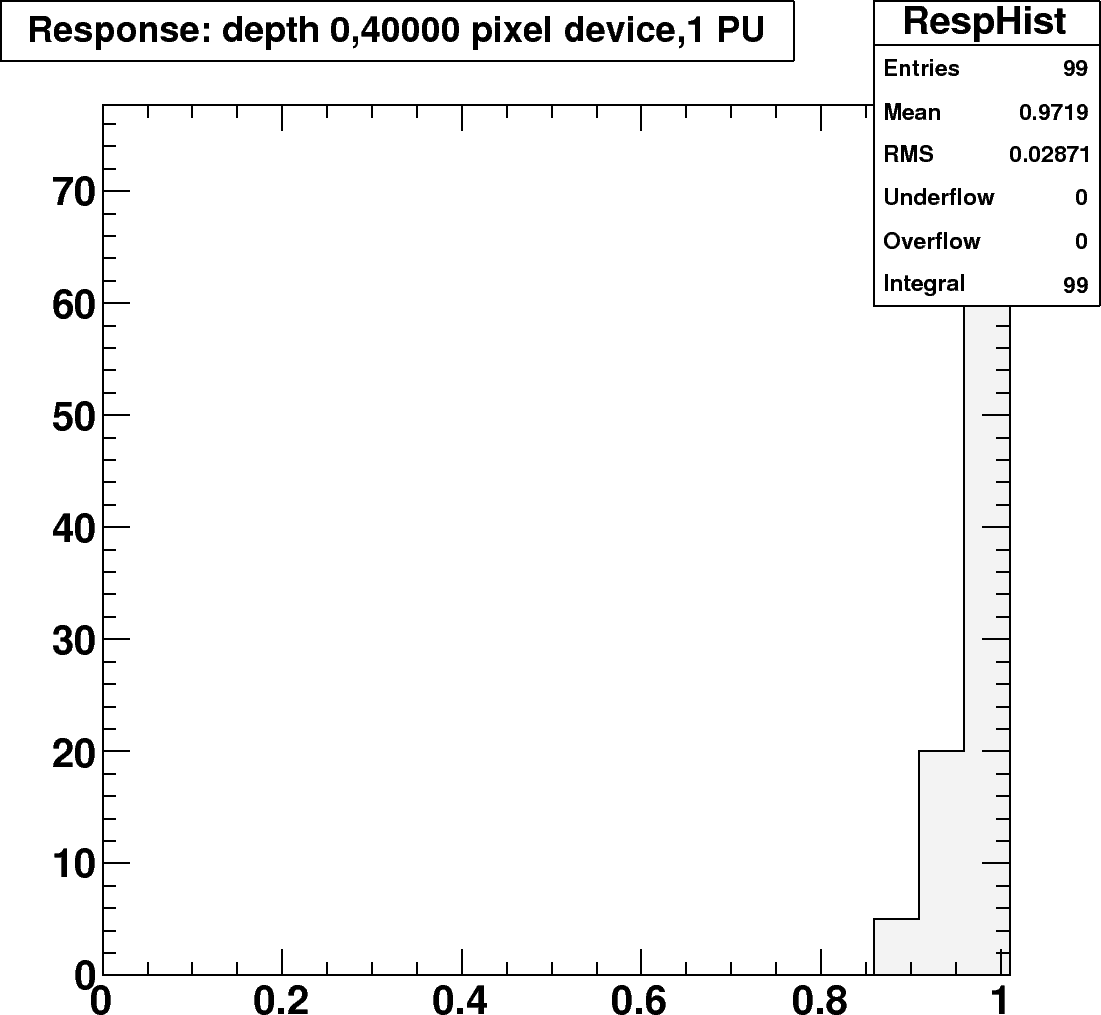 Response: depth 0,40000 pixel device,1 PU
RespHist
Entries 99
Mean 0.9719
RMS 0.02871
Underflow 0
Overflow 0
Integral 99
70
60
50
40
30
20
10
0
0 0.2 0.4 0.6 0.8 1